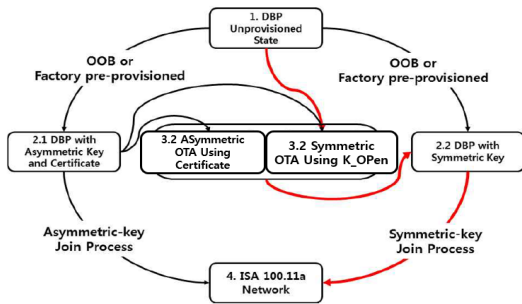 1. DBP
Unprovisioned
State
OOB or
Factory pre-provisioned
OOB or
Factory pre-provisioned
2.1 DBP with
Asymmetric Key
and Certificate
3.2 ASymmetric
OTA Using
Certificate
3.2 Symmetric
OTA Using K_OPen
2.2 DBP with
Symmetric Key
Asymmetric-key
Join Process
Symmetric-key
Join Process
4. ISA 100.11a
Network